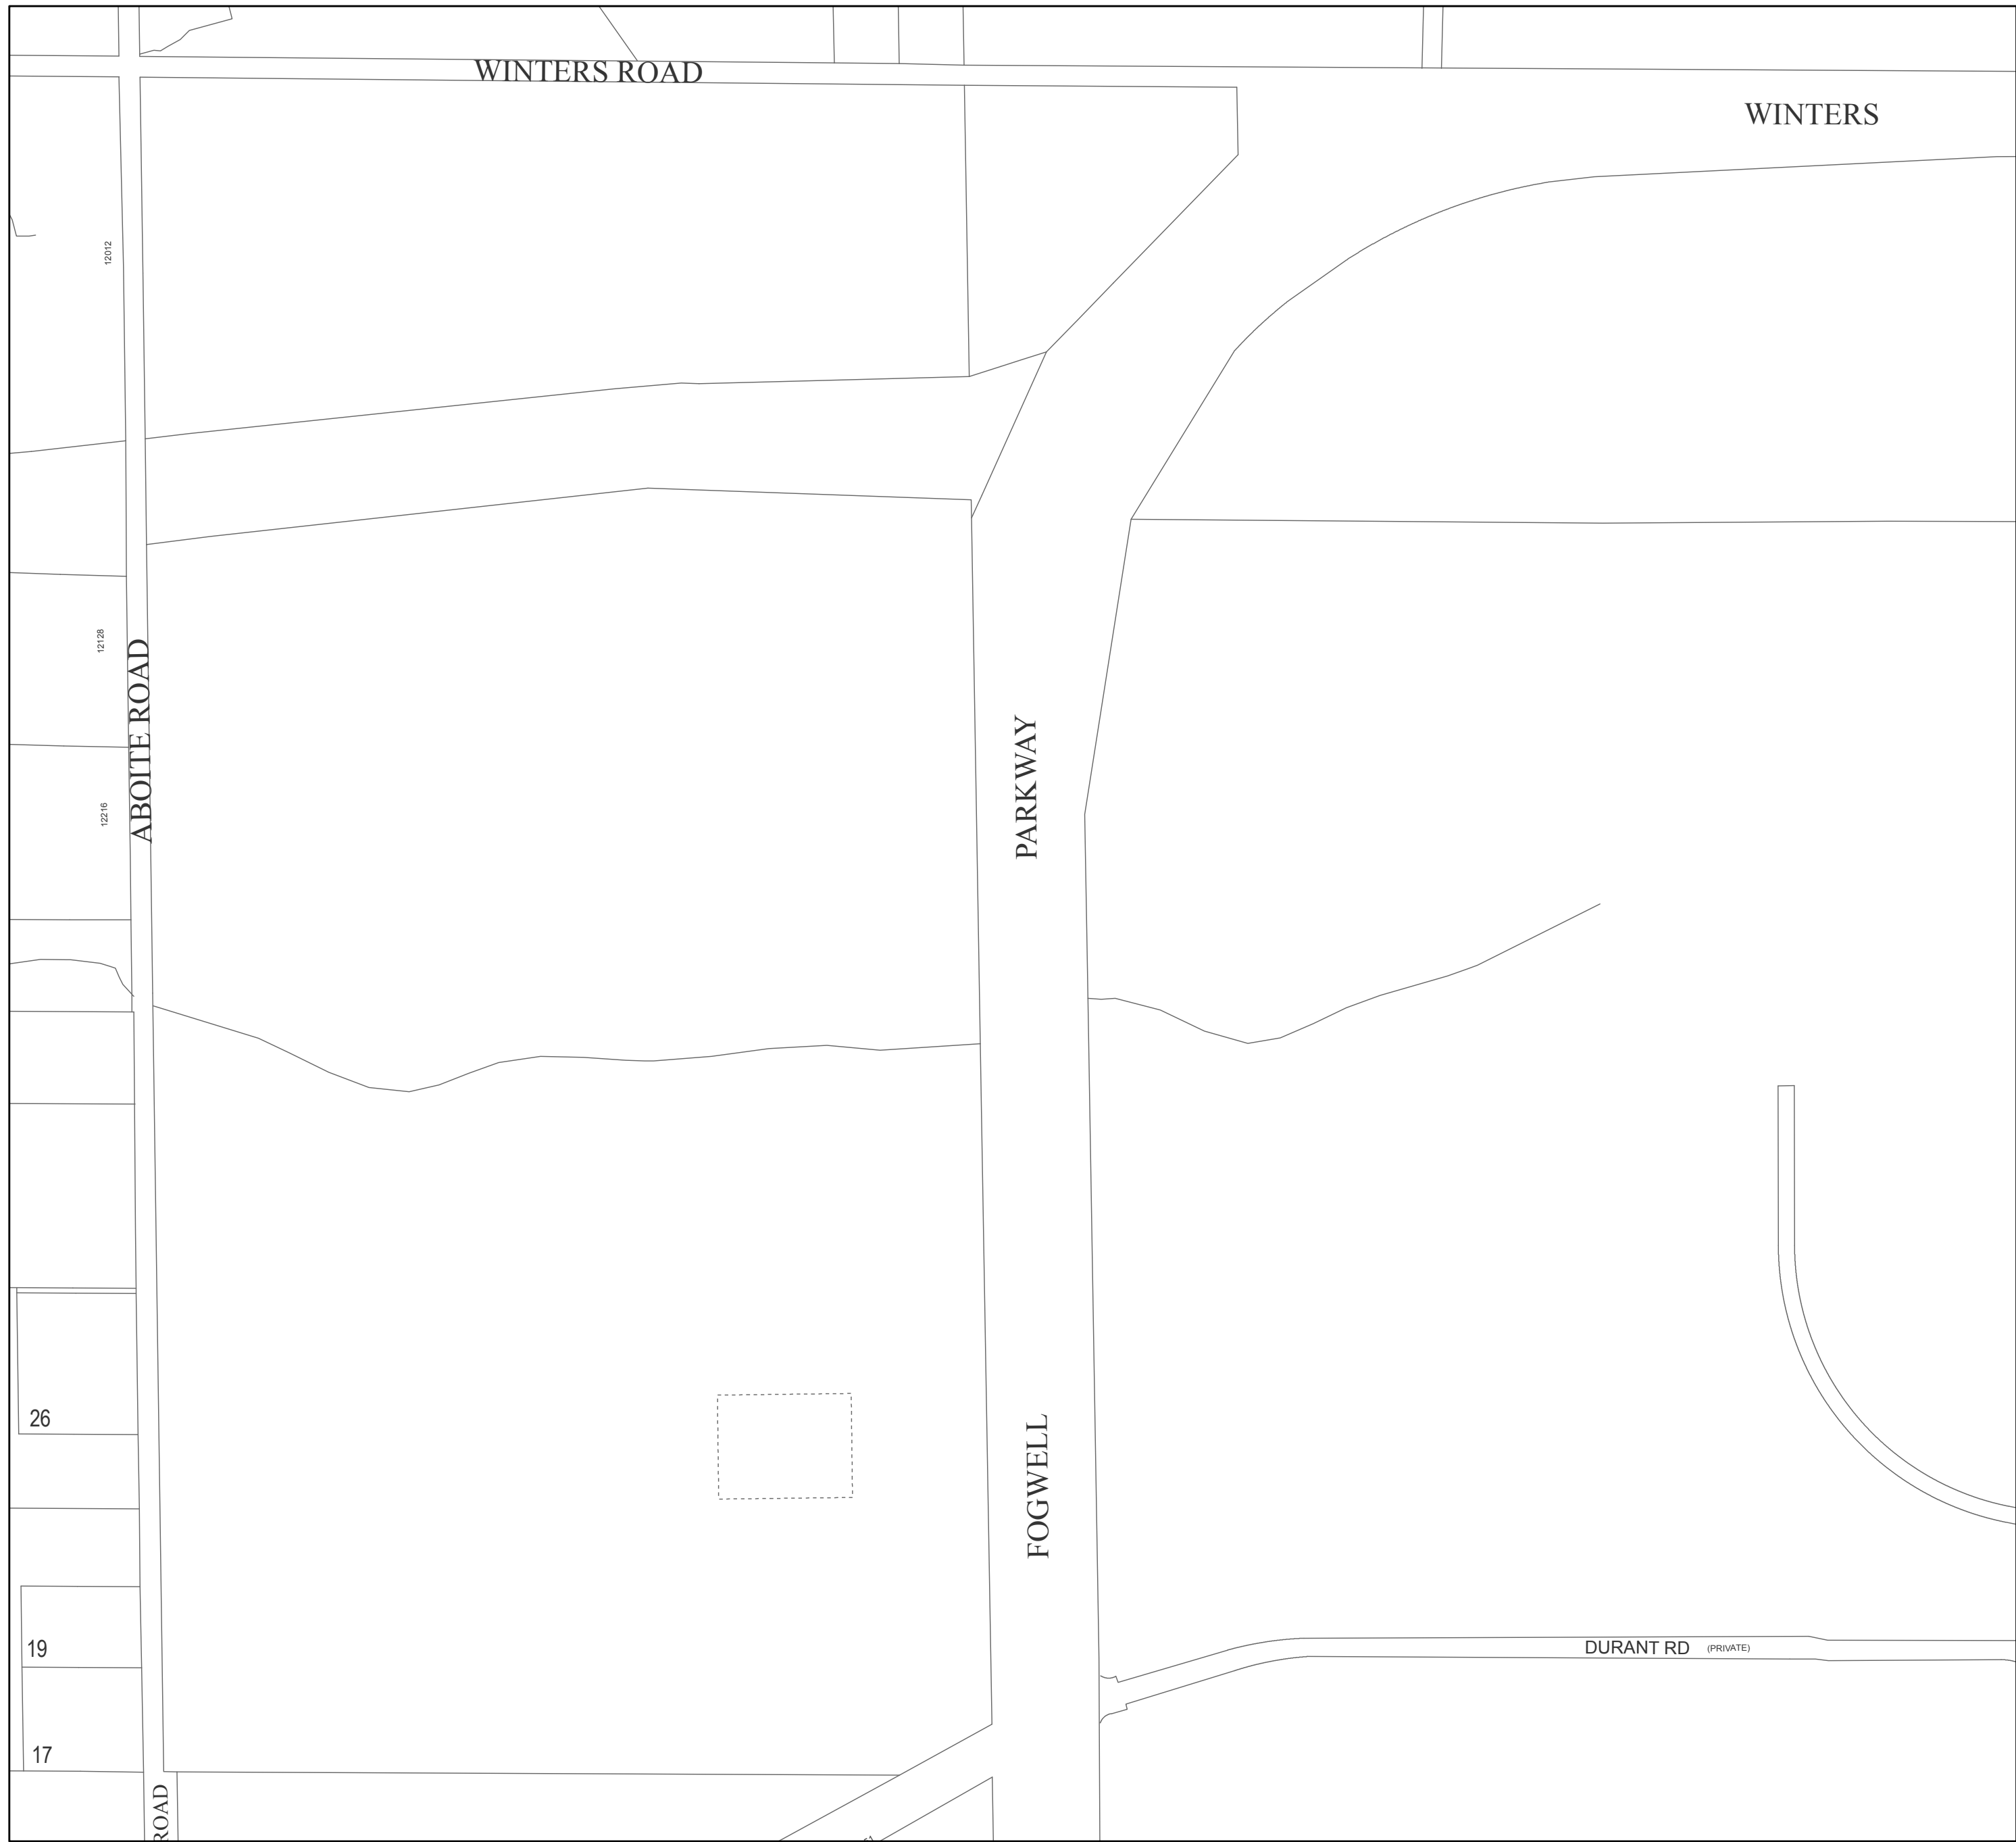 WINTERS ROAD
WINTERS
12012
12128
ABOITE ROAD
PARKWAY
12216
26
FOGWELL
19
DURANT RD (PRIVATE)
17
ROAD